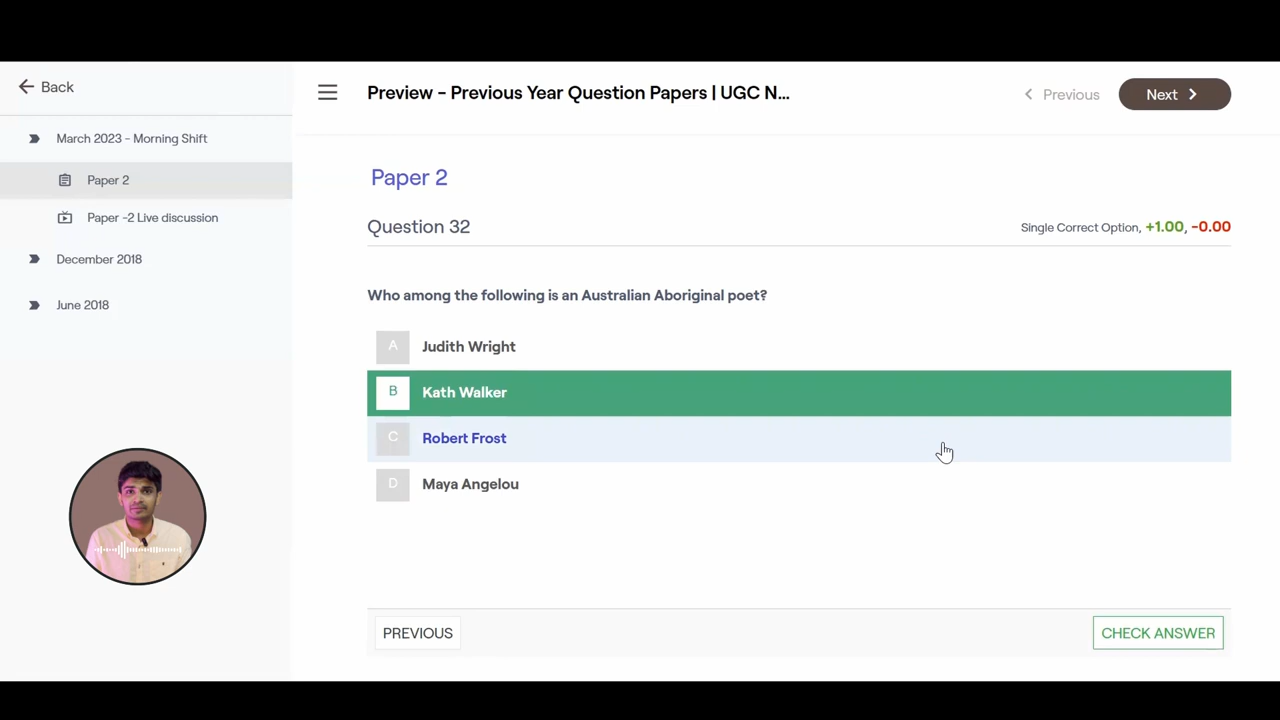 Back
Preview - Previous Year Question Papers | UGC N...
Previous
Next
March 2023 - Morning Shift
Paper 2
Paper -2 Live discussion
December 2018
June 2018
Paper 2
Question 32
Single Correct Option, +1.00, -0.00
Who among the following is an Australian Aboriginal poet?
A Judith Wright
B Kath Walker
C Robert Frost
D Maya Angelou
PREVIOUS
CHECK ANSWER